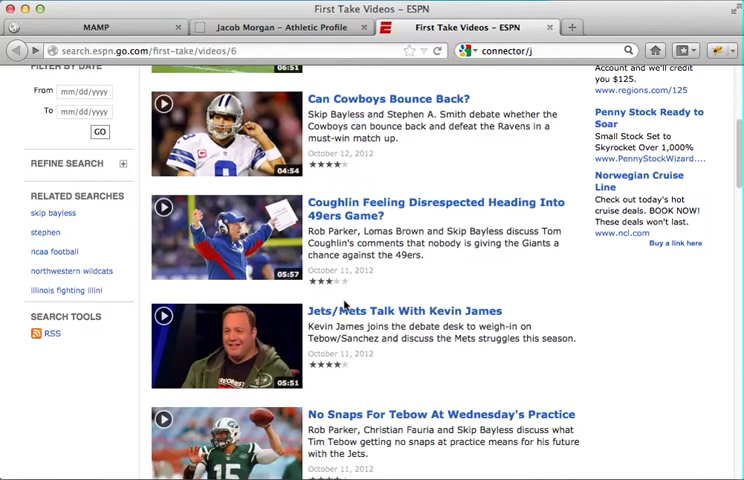 First Take Videos – ESPN
MAMP
Jacob Morgan – Athletic Profile
First Take Videos – ESPN
search.espn.go.com/first-take/videos/6
connector/j
FILTER BY DATE
From mm/dd/yyyy
To mm/dd/yyyy
GO
REFINE SEARCH
RELATED SEARCHES
skip bayless
stephen
ncaa football
northwestern wildcats
illinois fighting illini
SEARCH TOOLS
RSS
06:51
Can Cowboys Bounce Back?
Skip Bayless and Stephen A. Smith debate whether the
Cowboys can bounce back and defeat the Ravens in a
must-win match up.
October 12, 2012
04:54
Coughlin Feeling Disrespected Heading Into
49ers Game?
Rob Parker, Lomas Brown and Skip Bayless discuss Tom
Coughlin's comments that nobody is giving the Giants a
chance against the 49ers.
October 11, 2012
05:57
Jets/Mets Talk With Kevin James
Kevin James joins the debate desk to weigh-in on
Tebow/Sanchez and discuss the Mets struggles this season.
October 11, 2012
05:51
No Snaps For Tebow At Wednesday's Practice
Rob Parker, Christian Fauria and Skip Bayless discuss what
Tim Tebow getting no snaps at practice means for his future
with the Jets.
October 11, 2012
15
Account and we'll credit
you $125.
www.regions.com/125
Penny Stock Ready to
Soar
Small Stock Set to
Skyrocket Over 1,000%
www.PennyStockWizard....
Norwegian Cruise
Line
Check out today's hot
cruise deals. BOOK NOW!
These deals won't last.
www.ncl.com
Buy a link here